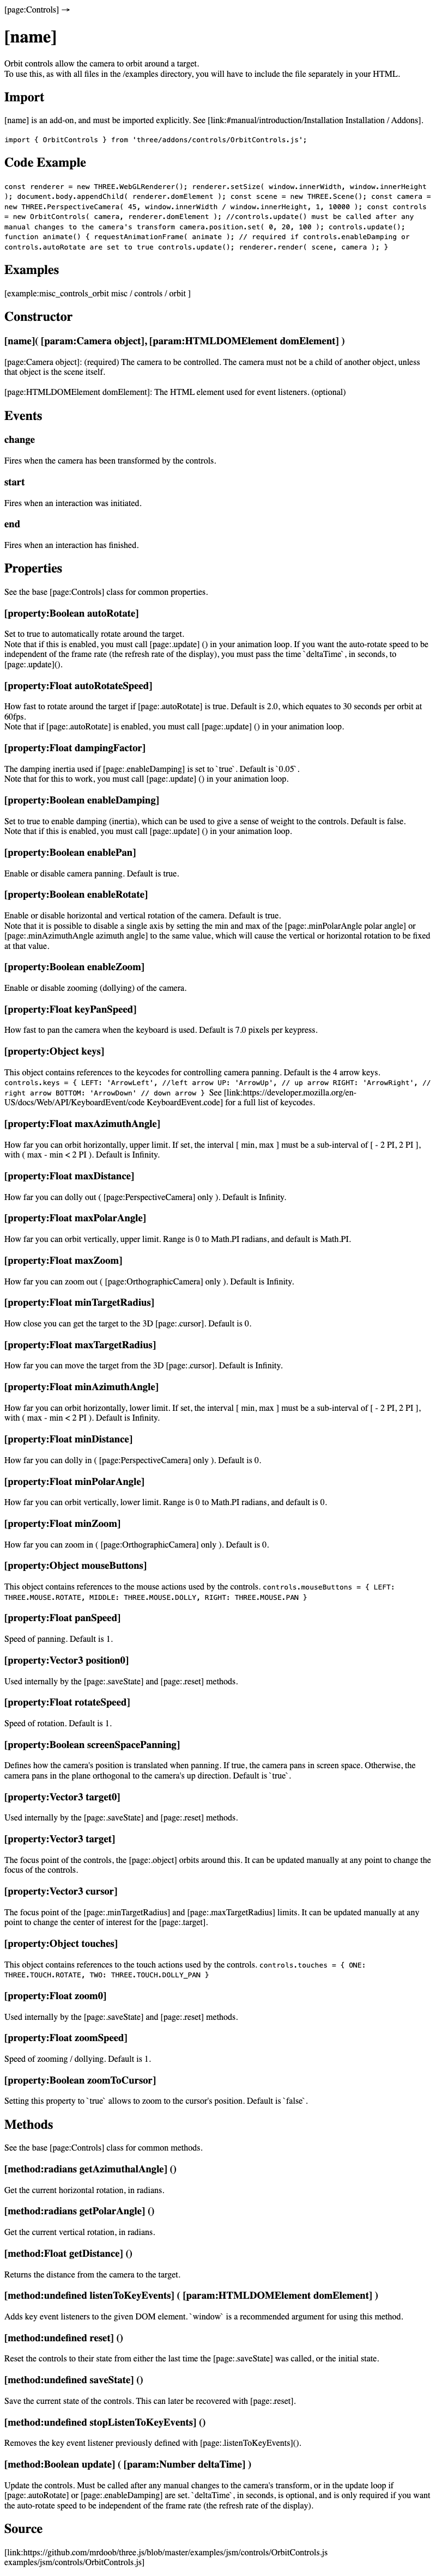 [page:Controls] →
[name]
Orbit controls allow the camera to orbit around a target.
To use this, as with all files in the /examples directory, you will have to include the file separately in your HTML.
Import
[name] is an add-on, and must be imported explicitly. See [link:#manual/introduction/Installation Installation / Addons].
import { OrbitControls } from 'three/addons/controls/OrbitControls.js';
Code Example
const renderer = new THREE.WebGLRenderer(); renderer.setSize( window.innerWidth, window.innerHeight
); document.body.appendChild( renderer.domElement ); const scene = new THREE.Scene(); const camera =
new THREE.PerspectiveCamera( 45, window.innerWidth / window.innerHeight, 1, 10000 ); const controls
= new OrbitControls( camera, renderer.domElement ); //controls.update() must be called after any
manual changes to the camera's transform camera.position.set( 0, 20, 100 ); controls.update();
function animate() { requestAnimationFrame( animate ); // required if controls.enableDamping or
controls.autoRotate are set to true controls.update(); renderer.render( scene, camera ); }
Examples
[example:misc_controls_orbit misc / controls / orbit ]
Constructor
[name]( [param:Camera object], [param:HTMLDOMElement domElement] )
[page:Camera object]: (required) The camera to be controlled. The camera must not be a child of another object, unless
that object is the scene itself.
[page:HTMLDOMElement domElement]: The HTML element used for event listeners. (optional)
Events
change
Fires when the camera has been transformed by the controls.
start
Fires when an interaction was initiated.
end
Fires when an interaction has finished.
Properties
See the base [page:Controls] class for common properties.
[property:Boolean autoRotate]
Set to true to automatically rotate around the target.
Note that if this is enabled, you must call [page:.update] () in your animation loop. If you want the auto-rotate speed to be
independent of the frame rate (the refresh rate of the display), you must pass the time `deltaTime`, in seconds, to
[page:.update]().
[property:Float autoRotateSpeed]
How fast to rotate around the target if [page:.autoRotate] is true. Default is 2.0, which equates to 30 seconds per orbit at
60fps.
Note that if [page:.autoRotate] is enabled, you must call [page:.update] () in your animation loop.
[property:Float dampingFactor]
The damping inertia used if [page:.enableDamping] is set to `true`. Default is `0.05`.
Note that for this to work, you must call [page:.update] () in your animation loop.
[property:Boolean enableDamping]
Set to true to enable damping (inertia), which can be used to give a sense of weight to the controls. Default is false.
Note that if this is enabled, you must call [page:.update] () in your animation loop.
[property:Boolean enablePan]
Enable or disable camera panning. Default is true.
[property:Boolean enableRotate]
Enable or disable horizontal and vertical rotation of the camera. Default is true.
Note that it is possible to disable a single axis by setting the min and max of the [page:.minPolarAngle polar angle] or
[page:.minAzimuthAngle azimuth angle] to the same value, which will cause the vertical or horizontal rotation to be fixed
at that value.
[property:Boolean enableZoom]
Enable or disable zooming (dollying) of the camera.
[property:Float keyPanSpeed]
How fast to pan the camera when the keyboard is used. Default is 7.0 pixels per keypress.
[property:Object keys]
This object contains references to the keycodes for controlling camera panning. Default is the 4 arrow keys.
controls.keys = { LEFT: 'ArrowLeft', //left arrow UP: 'ArrowUp', // up arrow RIGHT: 'ArrowRight', //
right arrow BOTTOM: 'ArrowDown' // down arrow } See [link:https://developer.mozilla.org/en-
US/docs/Web/API/KeyboardEvent/code KeyboardEvent.code] for a full list of keycodes.
[property:Float maxAzimuthAngle]
How far you can orbit horizontally, upper limit. If set, the interval [ min, max ] must be a sub-interval of [ - 2 PI, 2 PI ],
with ( max - min < 2 PI ). Default is Infinity.
[property:Float maxDistance]
How far you can dolly out ( [page:PerspectiveCamera] only ). Default is Infinity.
[property:Float maxPolarAngle]
How far you can orbit vertically, upper limit. Range is 0 to Math.PI radians, and default is Math.PI.
[property:Float maxZoom]
How far you can zoom out ( [page:OrthographicCamera] only ). Default is Infinity.
[property:Float minTargetRadius]
How close you can get the target to the 3D [page:.cursor]. Default is 0.
[property:Float maxTargetRadius]
How far you can move the target from the 3D [page:.cursor]. Default is Infinity.
[property:Float minAzimuthAngle]
How far you can orbit horizontally, lower limit. If set, the interval [ min, max ] must be a sub-interval of [ - 2 PI, 2 PI ],
with ( max - min < 2 PI ). Default is Infinity.
[property:Float minDistance]
How far you can dolly in ( [page:PerspectiveCamera] only ). Default is 0.
[property:Float minPolarAngle]
How far you can orbit vertically, lower limit. Range is 0 to Math.PI radians, and default is 0.
[property:Float minZoom]
How far you can zoom in ( [page:OrthographicCamera] only ). Default is 0.
[property:Object mouseButtons]
This object contains references to the mouse actions used by the controls. controls.mouseButtons = { LEFT:
THREE.MOUSE.ROTATE, MIDDLE: THREE.MOUSE.DOLLY, RIGHT: THREE.MOUSE.PAN }
[property:Float panSpeed]
Speed of panning. Default is 1.
[property:Vector3 position0]
Used internally by the [page:.saveState] and [page:.reset] methods.
[property:Float rotateSpeed]
Speed of rotation. Default is 1.
[property:Boolean screenSpacePanning]
Defines how the camera's position is translated when panning. If true, the camera pans in screen space. Otherwise, the
camera pans in the plane orthogonal to the camera's up direction. Default is `true`.
[property:Vector3 target0]
Used internally by the [page:.saveState] and [page:.reset] methods.
[property:Vector3 target]
The focus point of the controls, the [page:.object] orbits around this. It can be updated manually at any point to change the
focus of the controls.
[property:Vector3 cursor]
The focus point of the [page:.minTargetRadius] and [page:.maxTargetRadius] limits. It can be updated manually at any
point to change the center of interest for the [page:.target].
[property:Object touches]
This object contains references to the touch actions used by the controls. controls.touches = { ONE:
THREE.TOUCH.ROTATE, TWO: THREE.TOUCH.DOLLY_PAN }
[property:Float zoom0]
Used internally by the [page:.saveState] and [page:.reset] methods.
[property:Float zoomSpeed]
Speed of zooming / dollying. Default is 1.
[property:Boolean zoomToCursor]
Setting this property to `true` allows to zoom to the cursor's position. Default is `false`.
Methods
See the base [page:Controls] class for common methods.
[method:radians getAzimuthalAngle] ()
Get the current horizontal rotation, in radians.
[method:radians getPolarAngle] ()
Get the current vertical rotation, in radians.
[method:Float getDistance] ()
Returns the distance from the camera to the target.
[method:undefined listenToKeyEvents] ( [param:HTMLDOMElement domElement] )
Adds key event listeners to the given DOM element. `window` is a recommended argument for using this method.
[method:undefined reset] ()
Reset the controls to their state from either the last time the [page:.saveState] was called, or the initial state.
[method:undefined saveState] ()
Save the current state of the controls. This can later be recovered with [page:.reset].
[method:undefined stopListenToKeyEvents] ()
Removes the key event listener previously defined with [page:.listenToKeyEvents]().
[method:Boolean update] ( [param:Number deltaTime] )
Update the controls. Must be called after any manual changes to the camera's transform, or in the update loop if
[page:.autoRotate] or [page:.enableDamping] are set. `deltaTime`, in seconds, is optional, and is only required if you want
the auto-rotate speed to be independent of the frame rate (the refresh rate of the display).
Source
[link:https://github.com/mrdoob/three.js/blob/master/examples/jsm/controls/OrbitControls.js
examples/jsm/controls/OrbitControls.js]